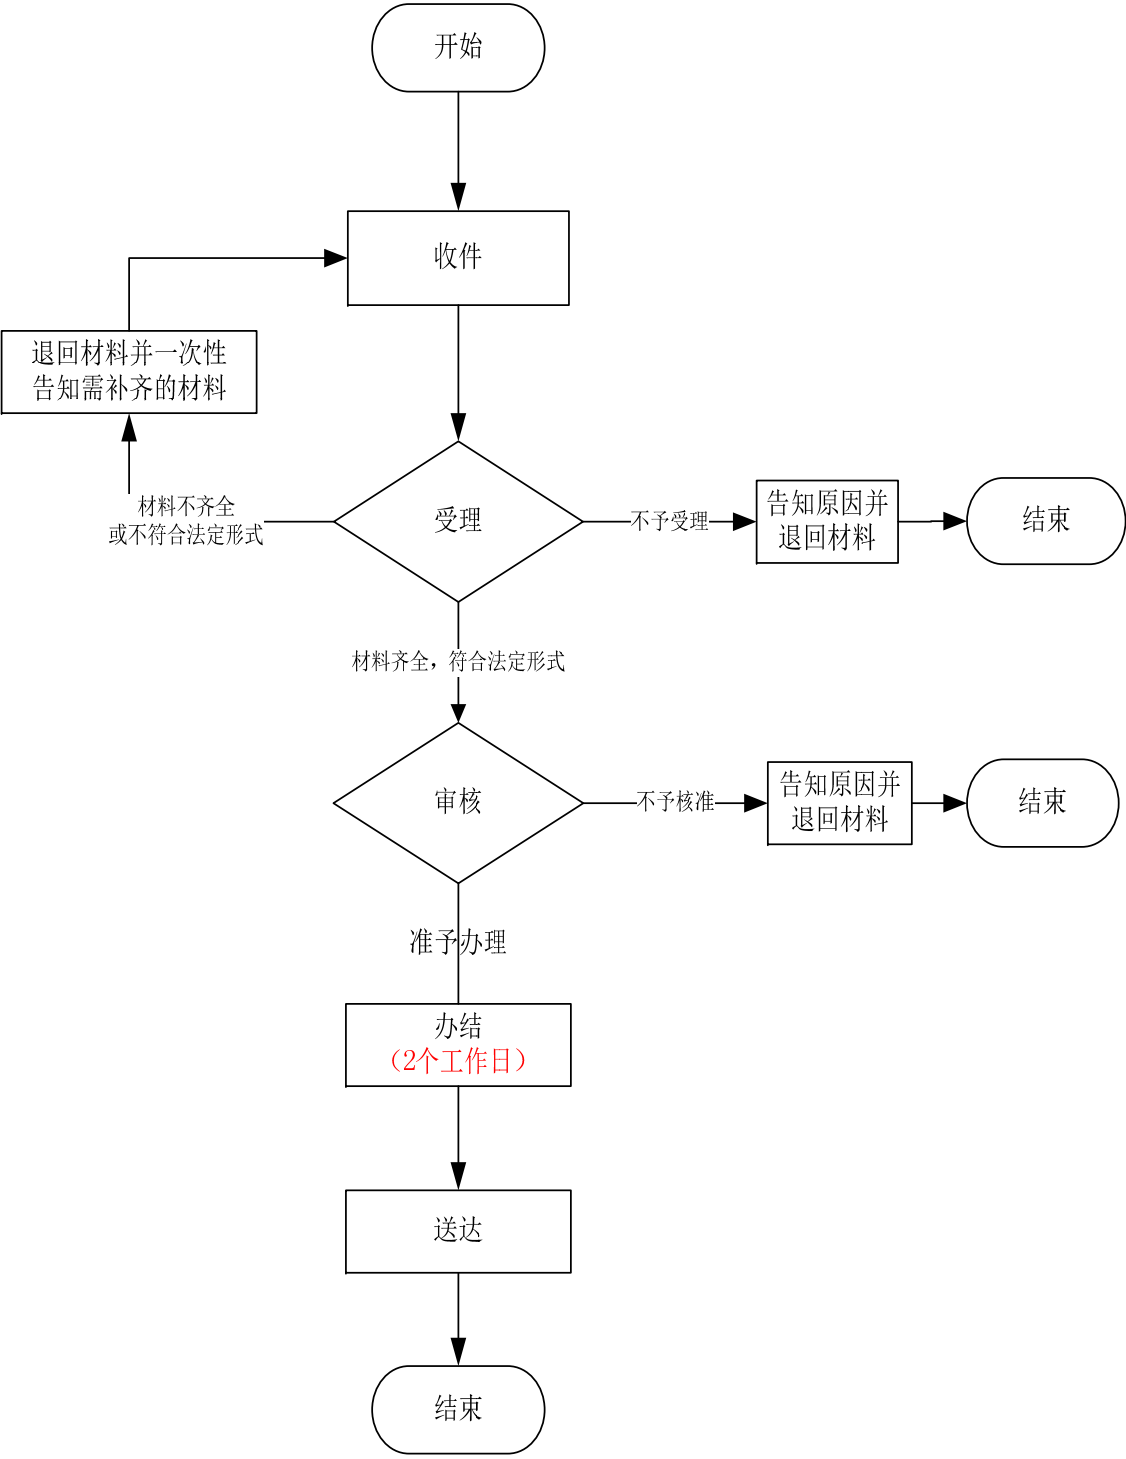 开始
收件
退回材料并一次性
告知需补齐的材料
材料不齐全
或不符合法定形式
受理
不予受理
告知原因并
退回材料
结束
材料齐全，符合法定形式
审核
不予核准
告知原因并
退回材料
结束
准予办理
办结
（2个工作日）
送达
结束